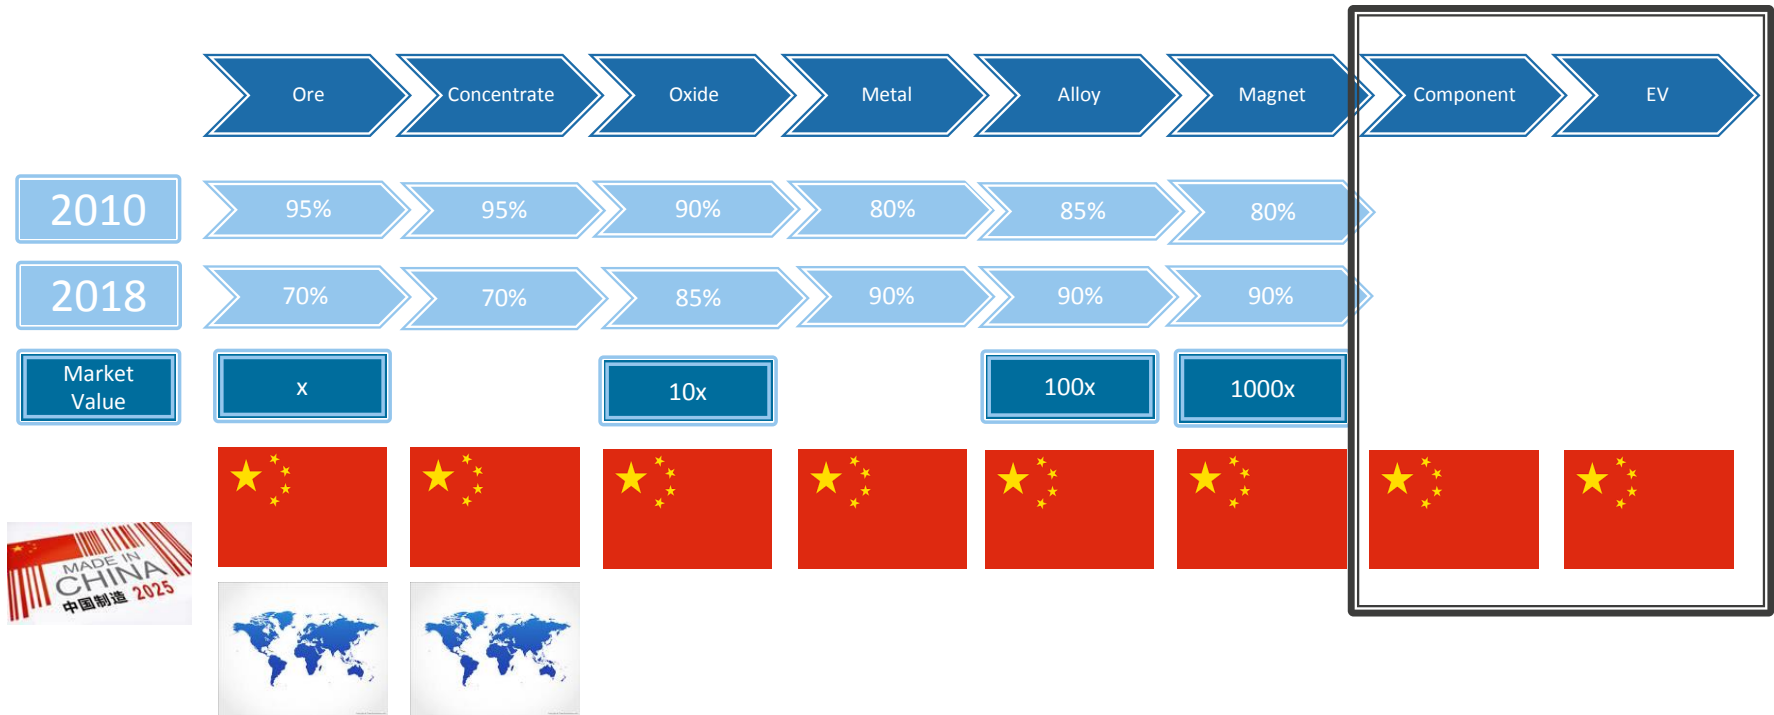 Ore
Concentrate
Oxide
Metal
Alloy
Magnet
Component
EV
2010
95%
95%
90%
80%
85%
80%
2018
70%
70%
85%
90%
90%
90%
Market
Value
x
10x
100x
1000x
MADE IN
CHINA
中国制造 2025